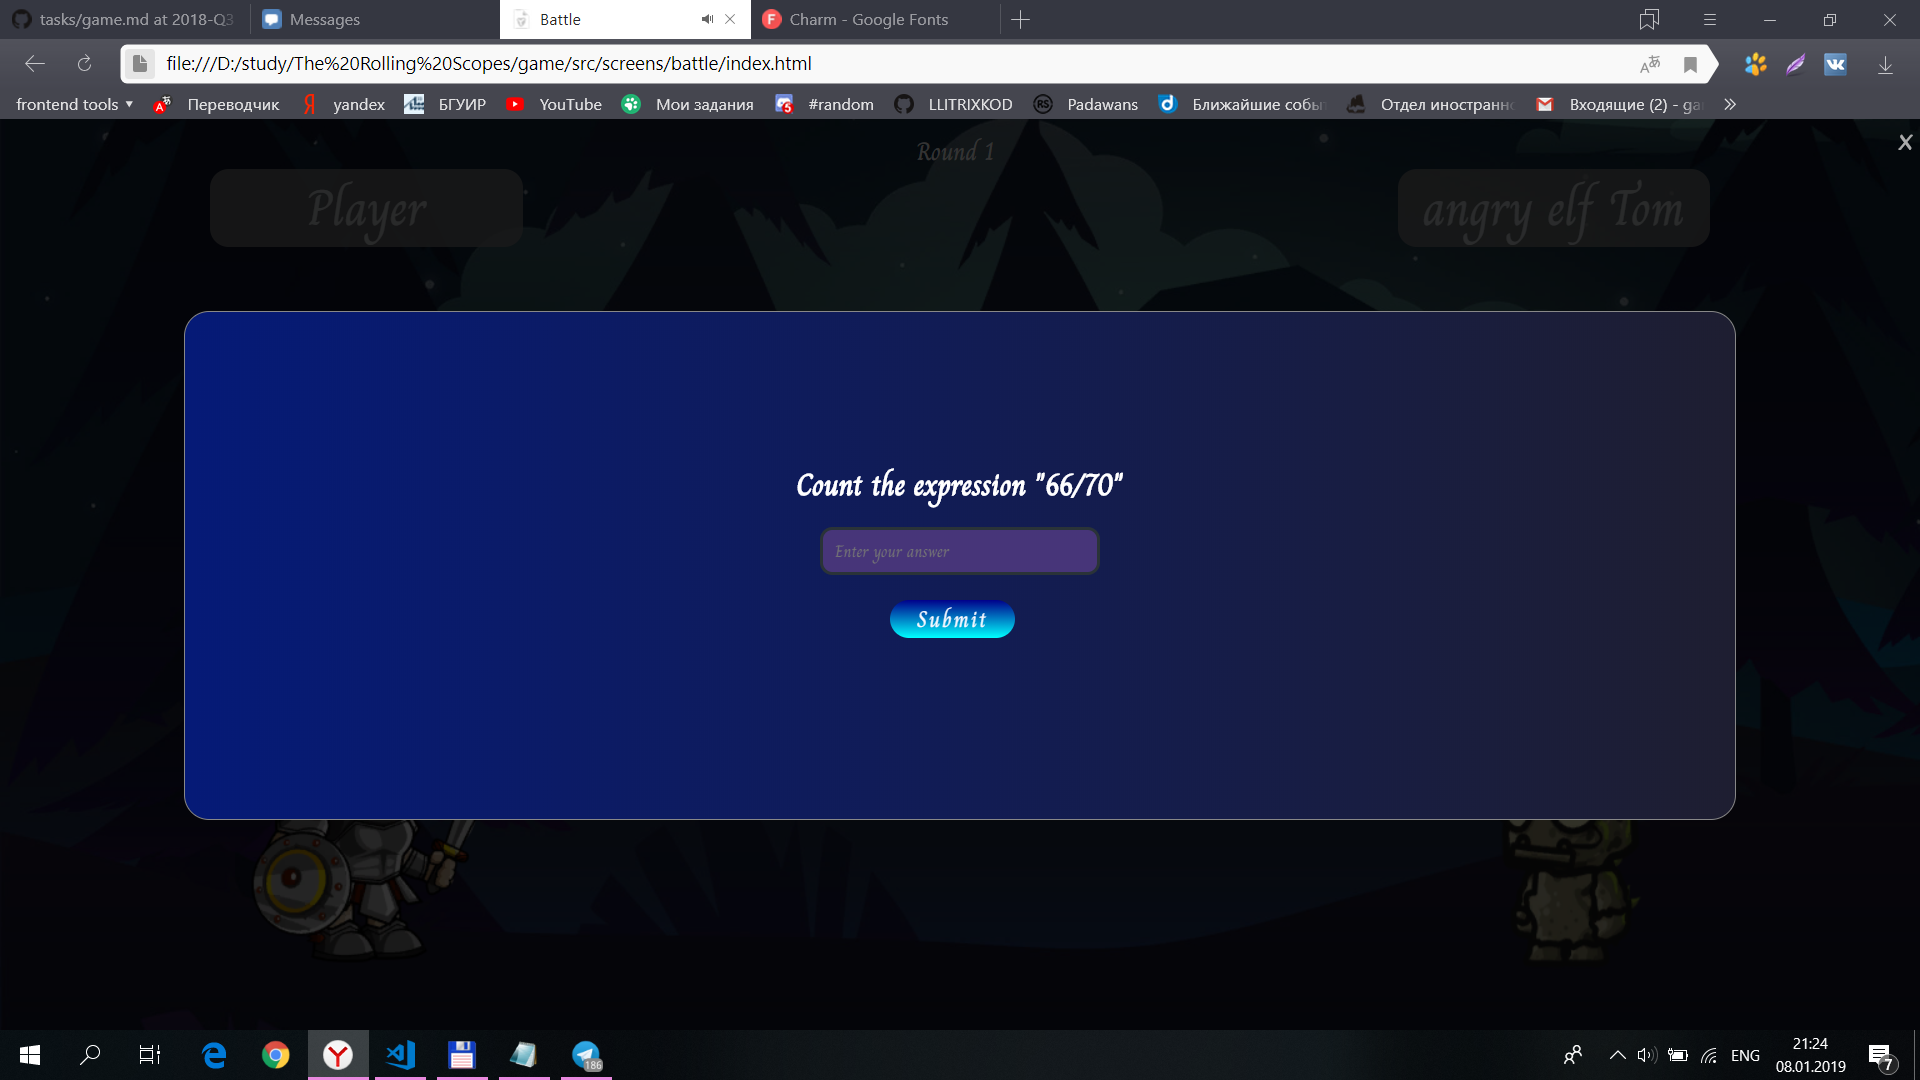 tasks/game.md at 2018-Q3
Messages
Battle
Charm - Google Fonts
file:///D:/study/The%20Rolling%20Scopes/game/src/screens/battle/index.html
frontend tools
Переводчик
yandex
БГУИР
YouTube
Мои задания
#random
LLITRIXKOD
Padawans
Ближайшие собы
Отдел иностранн
Входящие (2) - ga
Round 1
X
Player
angry elf Tom
Count the expression "66/70"
Enter your answer
Submit
186
ENG
21:24
08.01.2019
7